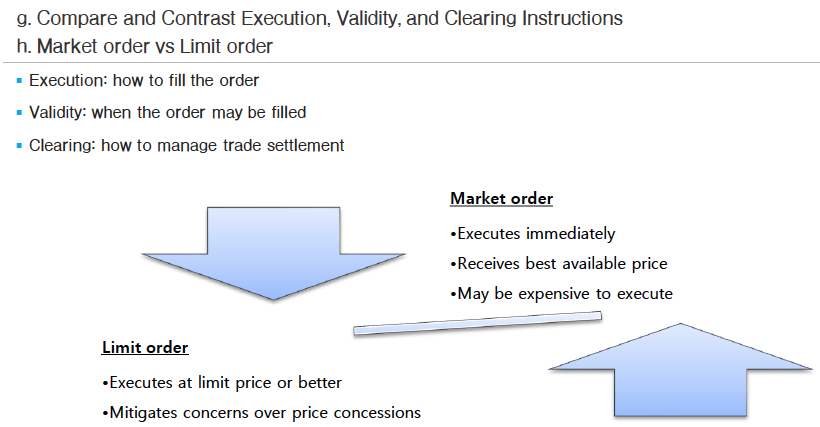 g. Compare and Contrast Execution, Validity, and Clearing Instructions
h. Market order vs Limit order
▪ Execution: how to fill the order
▪ Validity: when the order may be filled
▪ Clearing: how to manage trade settlement
Market order
•Executes immediately
•Receives best available price
•May be expensive to execute
Limit order
•Executes at limit price or better
•Mitigates concerns over price concessions